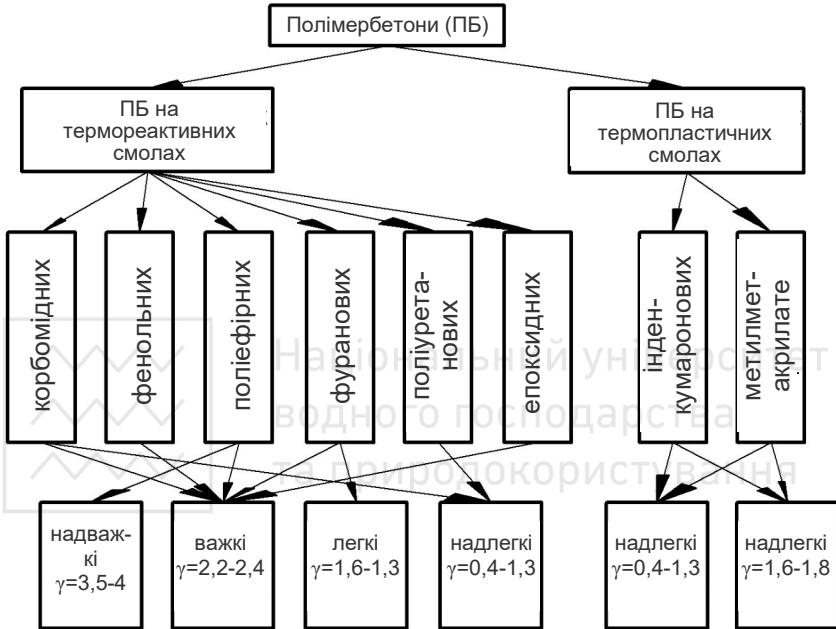 Полімербетони (ПБ)
ПБ на
термореактивних
смолах
ПБ на
термопластичних
смолах
корбомідних
фенольних
поліефірних
фуранових
поліурета-
нових
епоксидних
інден-
кумаронових
метилмет-
акрилате
Національний університет
водного господарства
та природокористування
надваж-
кі
γ=3,5-4
важкі
γ=2,2-2,4
легкі
γ=1,6-1,3
надлегкі
γ=0,4-1,3
надлегкі
γ=0,4-1,3
надлегкі
γ=1,6-1,8